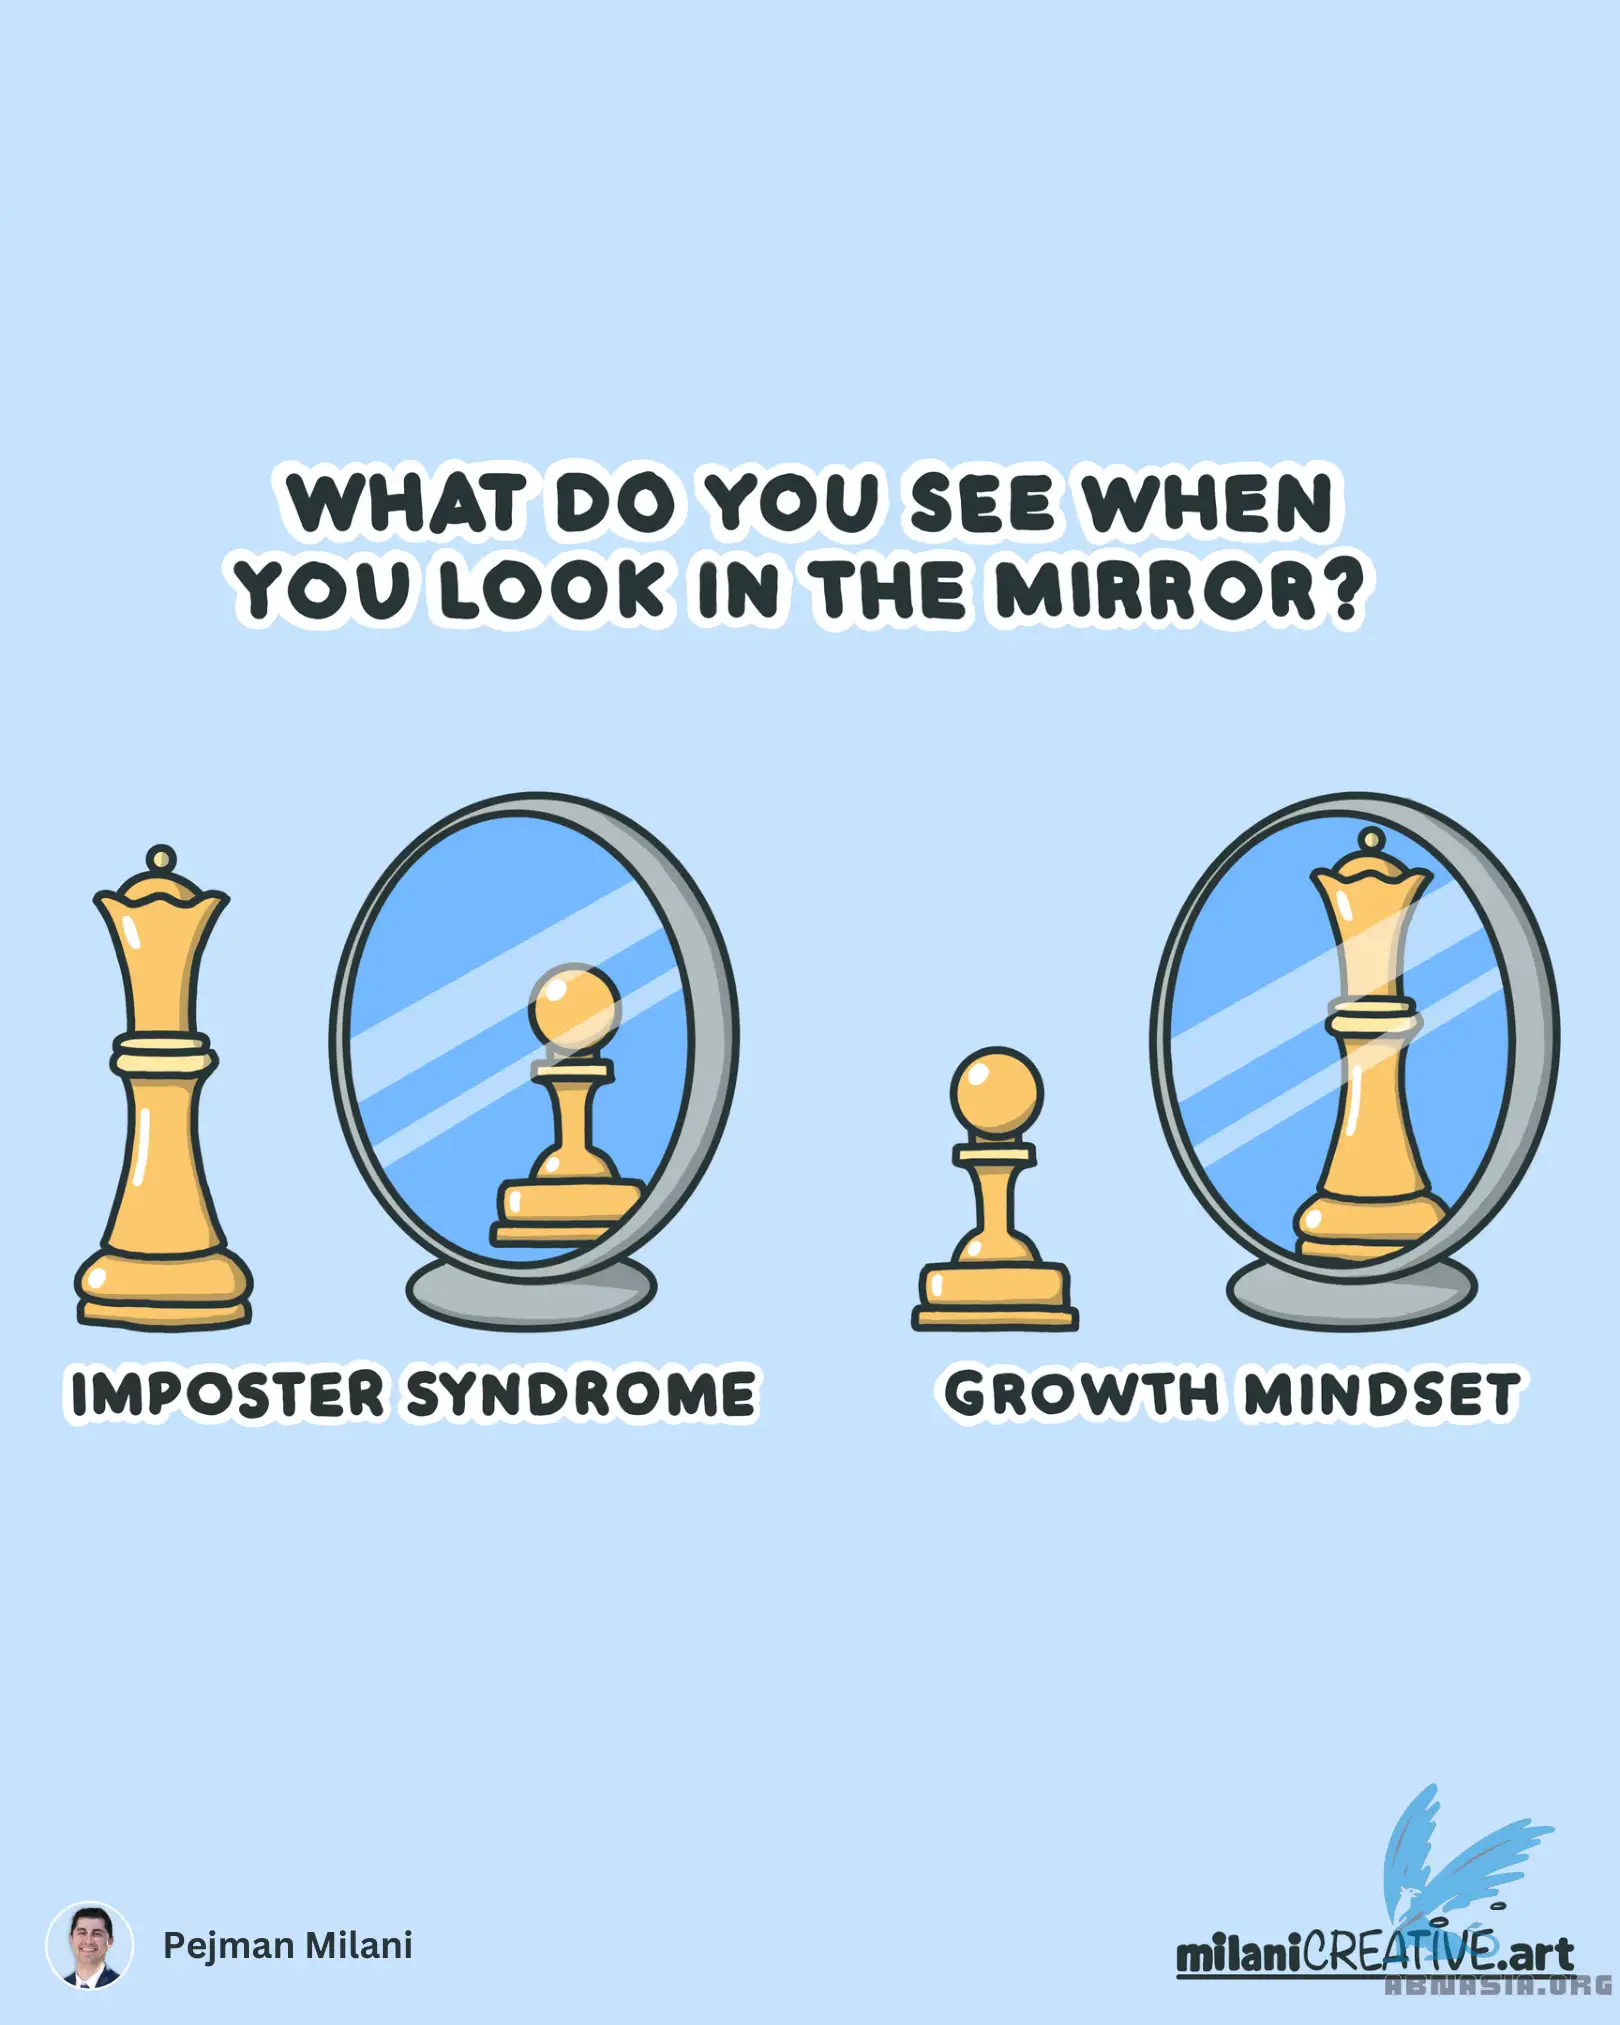 WHAT DO YOU SEE WHEN
YOU LOOK IN THE MIRROR?
IMPOSTER SYNDROME
GROWTH MINDSET
Pejman Milani
milaniCREATIVE.art
ABNASIA.ORG